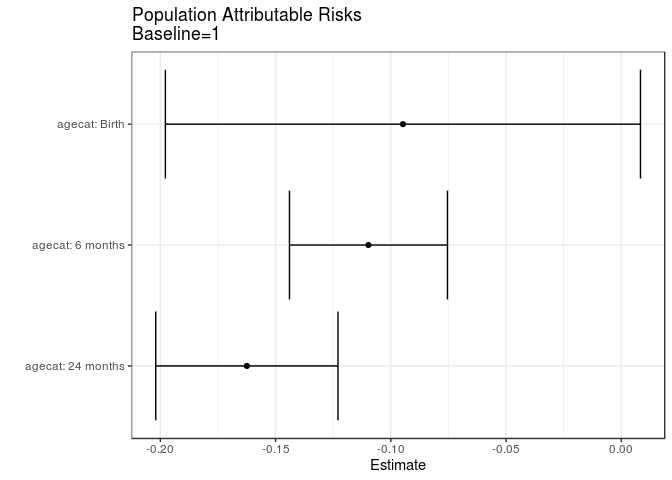 Population Attributable Risks
Baseline=1
agecat: Birth
agecat: 6 months
agecat: 24 months
-0.20 -0.15 -0.10 -0.05 0.00
Estimate